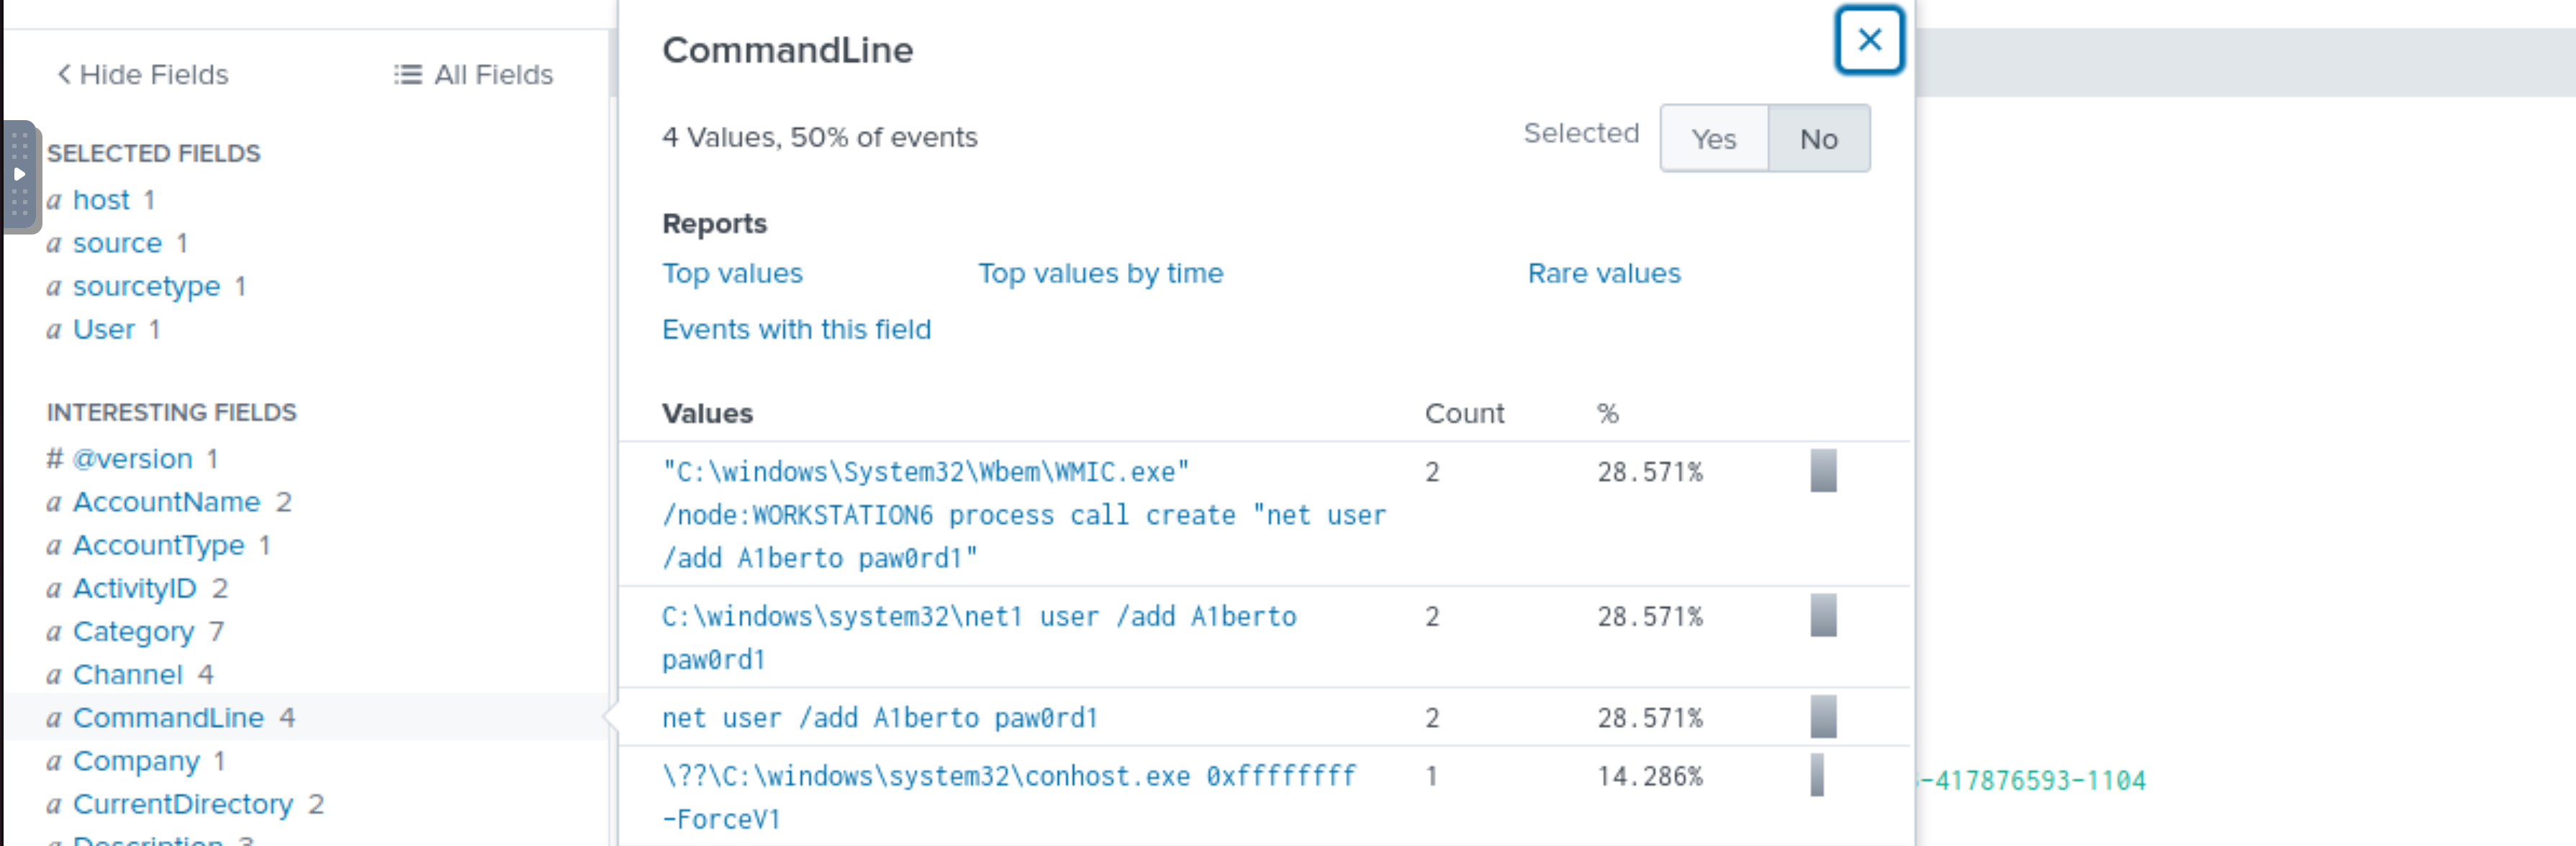 Hide Fields
All Fields
SELECTED FIELDS
a host 1
a source 1
a sourcetype 1
a User 1
INTERESTING FIELDS
# @version 1
a AccountName 2
a AccountType 1
a ActivityID 2
a Category 7
a Channel 4
a CommandLine 4
a Company 1
a CurrentDirectory 2
a Description 3
CommandLine
4 Values, 50% of events
Selected Yes No
Reports
Top values Top values by time Rare values
Events with this field
Values Count %
"C:\windows\System32\Wbem\WMIC.exe" 2 28.571%
/node:WORKSTATION6 process call create "net user
/add A1berto paw0rd1"
C:\windows\system32\net1 user /add A1berto 2 28.571%
paw0rd1
net user /add A1berto paw0rd1 2 28.571%
\??\C:\windows\system32\conhost.exe 0xffffffff 1 14.286%
-ForceV1
-417876593-1104